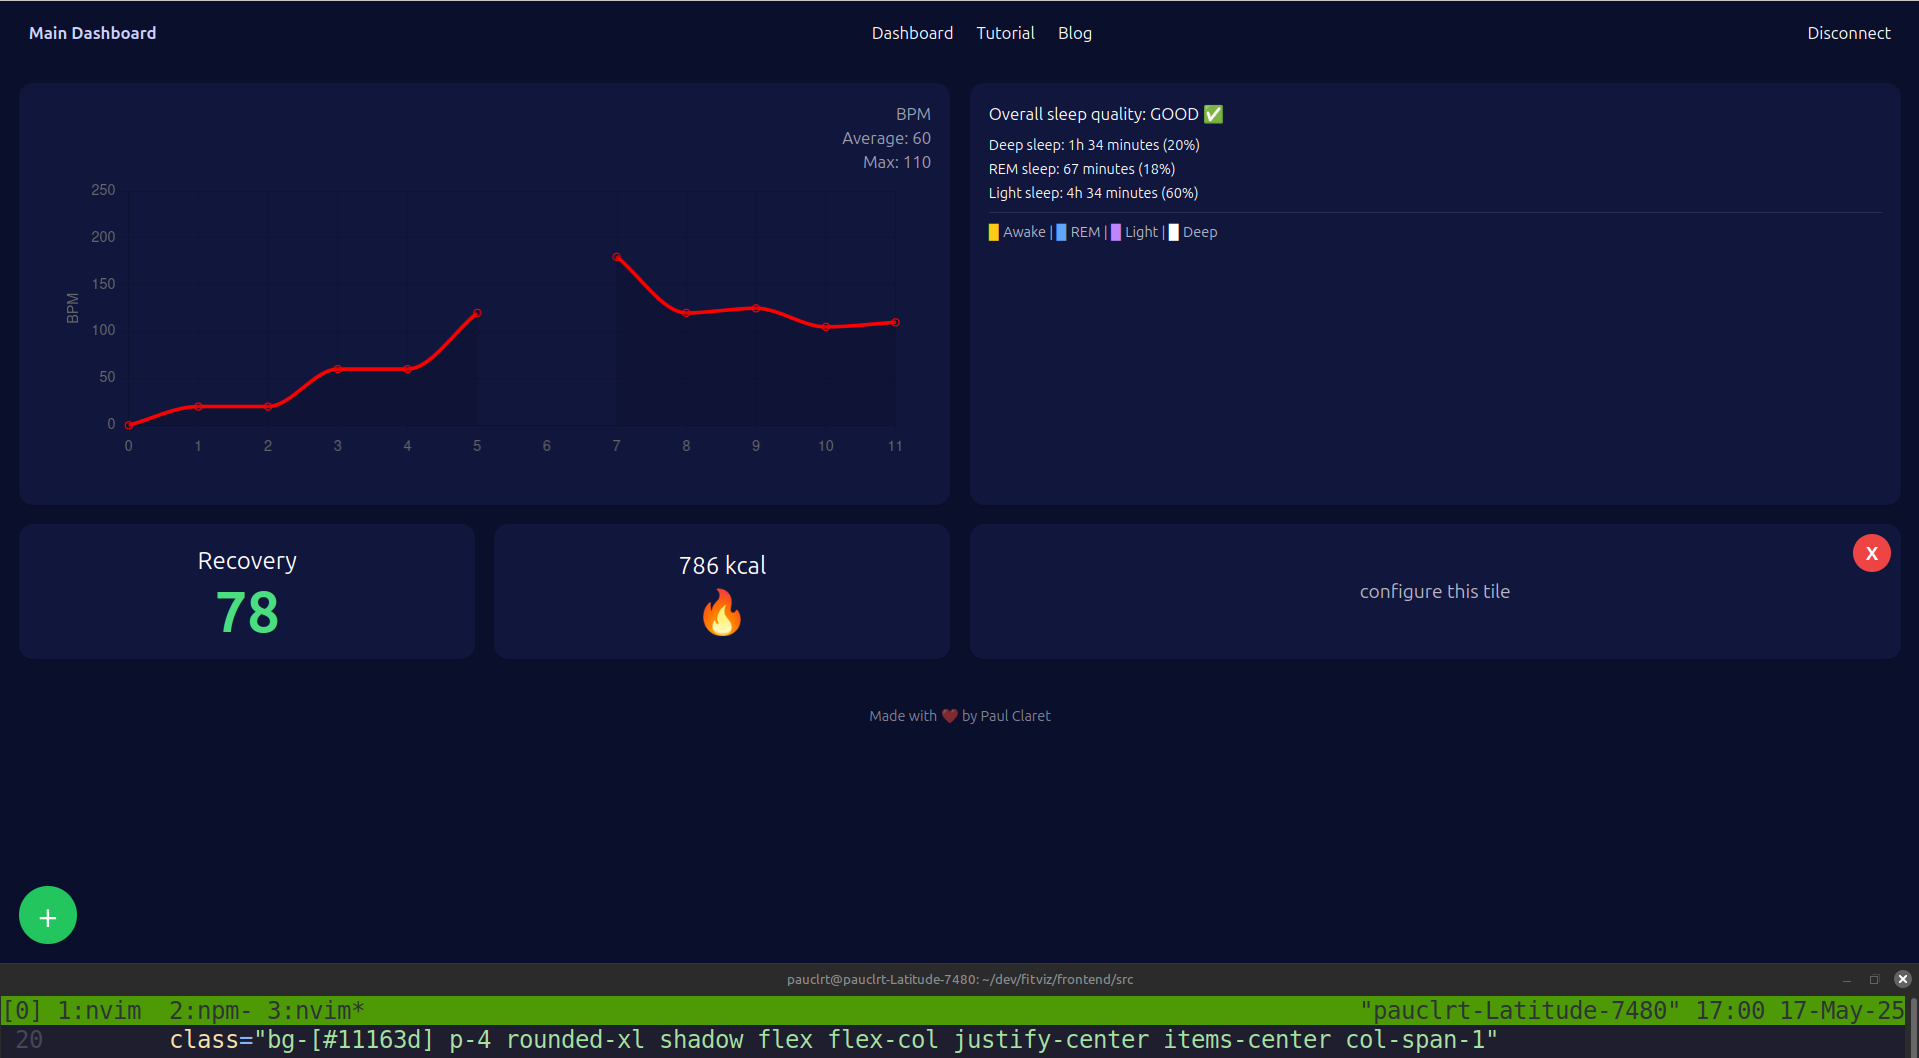 Main Dashboard
Dashboard Tutorial Blog
Disconnect
BPM
Average: 60
Max: 110
250
200
150
100
50
0
BPM
0 1 2 3 4 5 6 7 8 9 10 11
Overall sleep quality: GOOD ✅
Deep sleep: 1h 34 minutes (20%)
REM sleep: 67 minutes (18%)
Light sleep: 4h 34 minutes (60%)
Awake | REM | Light | Deep
Recovery
78
786 kcal
🔥
X
configure this tile
Made with ❤️ by Paul Claret
+
pauclrt@pauclrt-Latitude-7480: ~/dev/fitviz/frontend/src
[0] 1:nvim  2:npm- 3:nvim* "pauclrt-Latitude-7480" 17:00 17-May-25
20 class="bg-[#11163d] p-4 rounded-xl shadow flex flex-col justify-center items-center col-span-1"